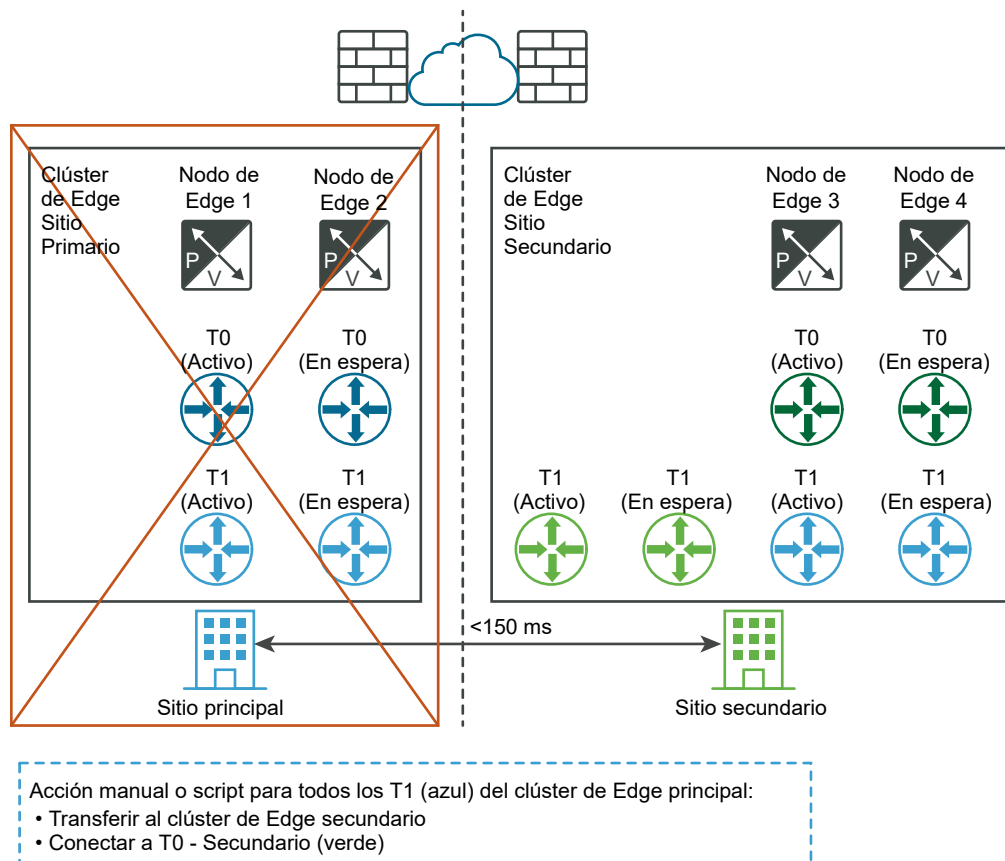 Clúster
de Edge
Sitio
Primario
Nodo de
Edge 1
Nodo de
Edge 2
P
V
P
V
T0
(Activo)
T0
(En espera)
T1
(Activo)
T1
(En espera)
Clúster
de Edge
Sitio
Secundario
Nodo de
Edge 3
Nodo de
Edge 4
P
V
P
V
T0
(Activo)
T0
(En espera)
T1
(Activo)
T1
(En espera)
T1
(Activo)
T1
(En espera)
<150 ms
Sitio principal
Sitio secundario
Acción manual o script para todos los T1 (azul) del clúster de Edge principal:
• Transferir al clúster de Edge secundario
• Conectar a T0 - Secundario (verde)